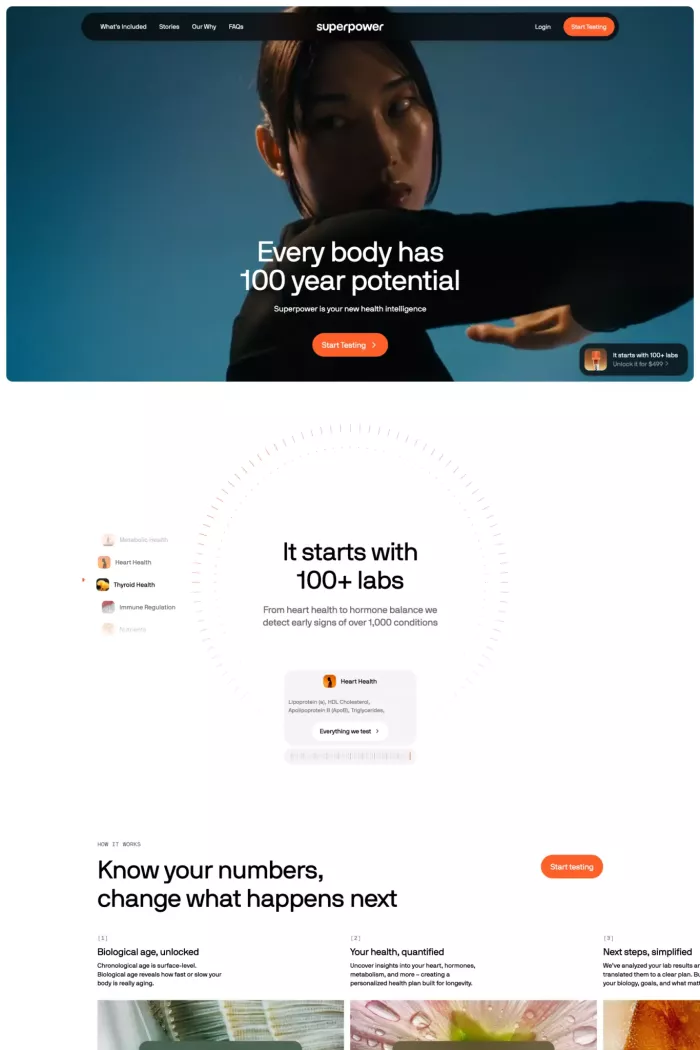 What's Included Stories Our Why FAQs superpower Login Start Testing
Every body has
100 year potential
Superpower is your new health intelligence
Start Testing
It starts with 100+ labs
Unlock it for $499
It starts with
100+ labs
From heart health to hormone balance we
detect early signs of over 1,000 conditions
Metabolic Health
Heart Health
Thyroid Health
Immune Regulation
Nutrients
Heart Health
Lipoprotein (a), HDL Cholesterol,
Apolipoprotein B (ApoB), Triglycerides,
Everything we test
HOW IT WORKS
Know your numbers,
change what happens next
Start testing
[1]
Biological age, unlocked
Chronological age is surface-level.
Biological age reveals how fast or slow your
body is really aging.
[2]
Your health, quantified
Uncover insights into your heart, hormones,
metabolism, and more – creating a
personalized health plan built for longevity.
[3]
Next steps, simplified
We've analyzed your lab results a
translated them to a clear plan. B
your biology, goals, and what mat